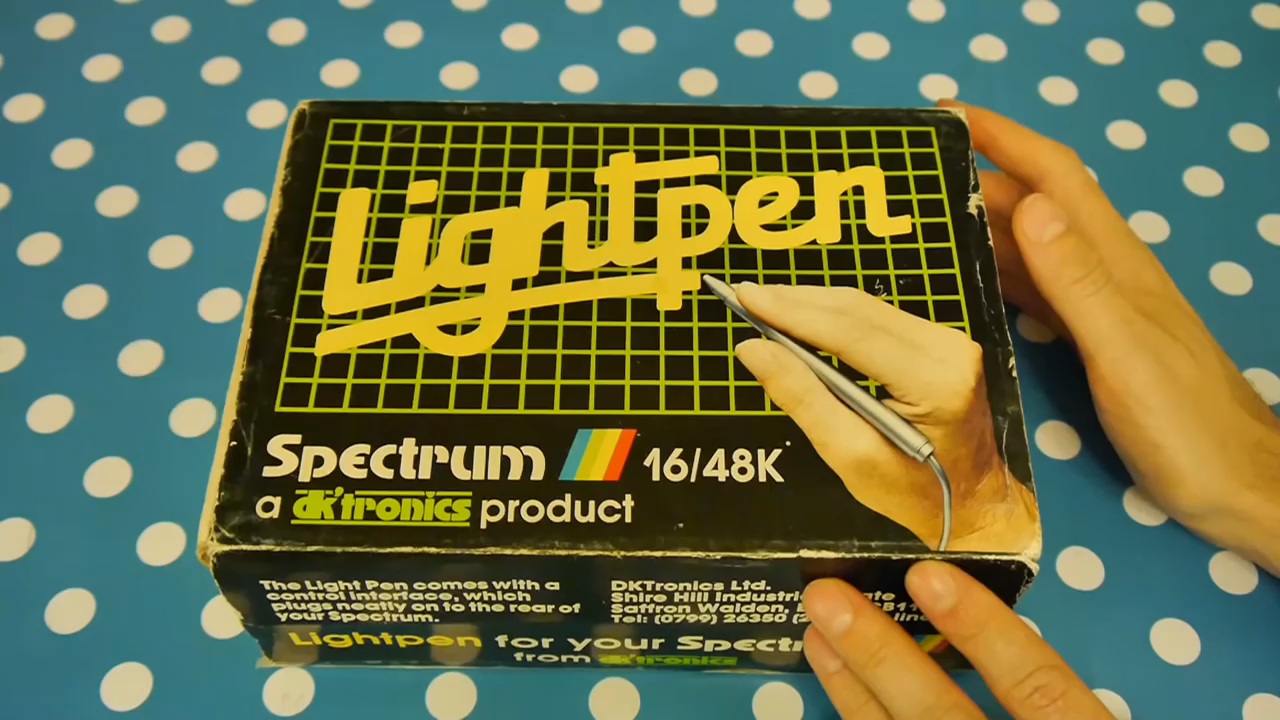 Lightpen
Spectrum 16/48K
a dk'tronics product
The Light Pen comes with a
control interface, which
plugs neatly on to the rear of
your Spectrum.
DKTronics Ltd.
Shire Hill Industri
Saffron Walden,
Tel: (0799) 26350
Lightpen for your Spectr
from dk'tronics